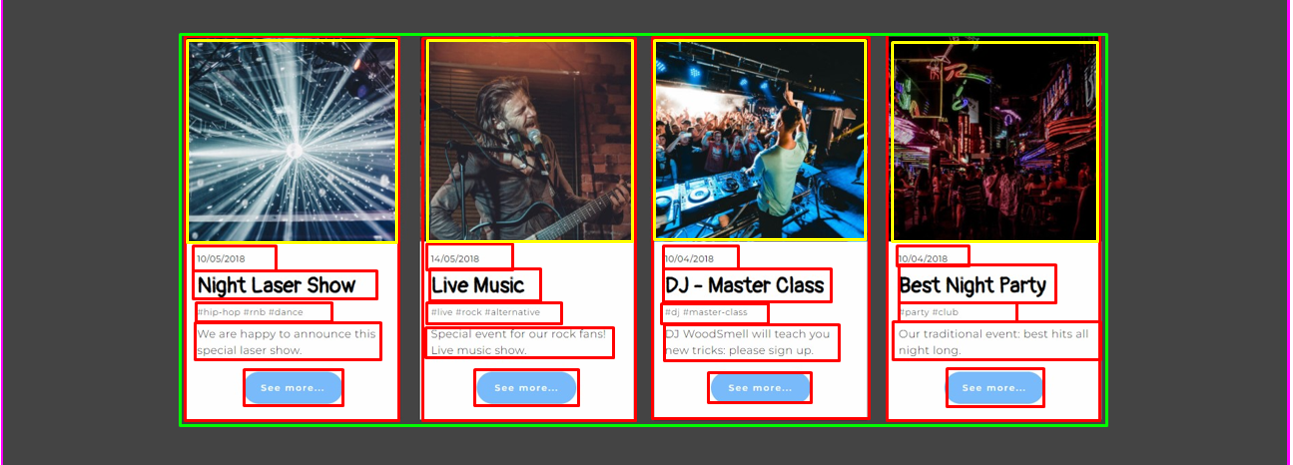 10/05/2018
Night Laser Show
#hip-hop #rnb #dance
We are happy to announce this
special laser show.
See more...
14/05/2018
Live Music
#live #rock #alternative
Special event for our rock fans!
Live music show.
See more...
10/04/2018
DJ - Master Class
#dj #master-class
DJ WoodSmell will teach you
new tricks: please sign up.
See more...
10/04/2018
Best Night Party
#party #club
Our traditional event: best hits all
night long.
See more...